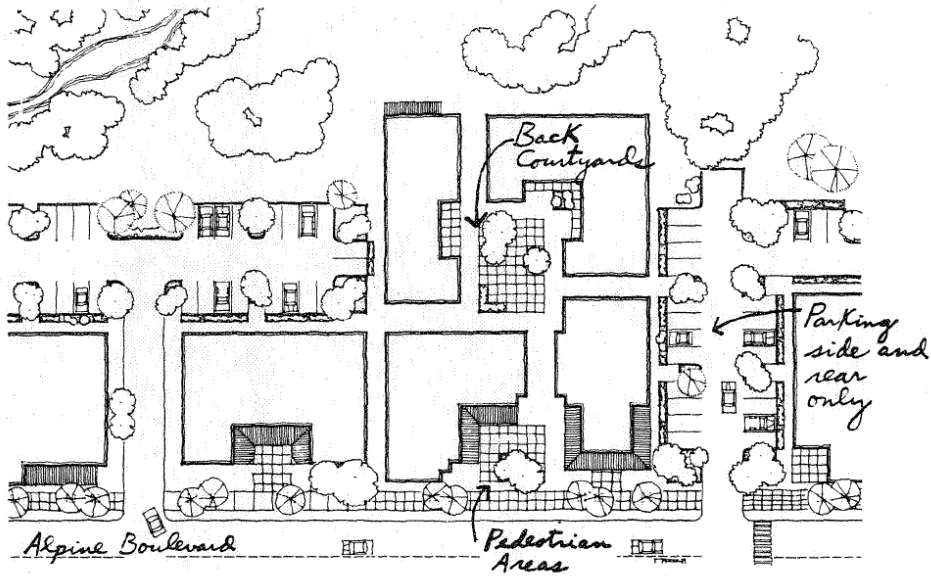 Back
Courtyards
Parking
side and
rear
only
Alpine Boulevard
Pedestrian
Areas